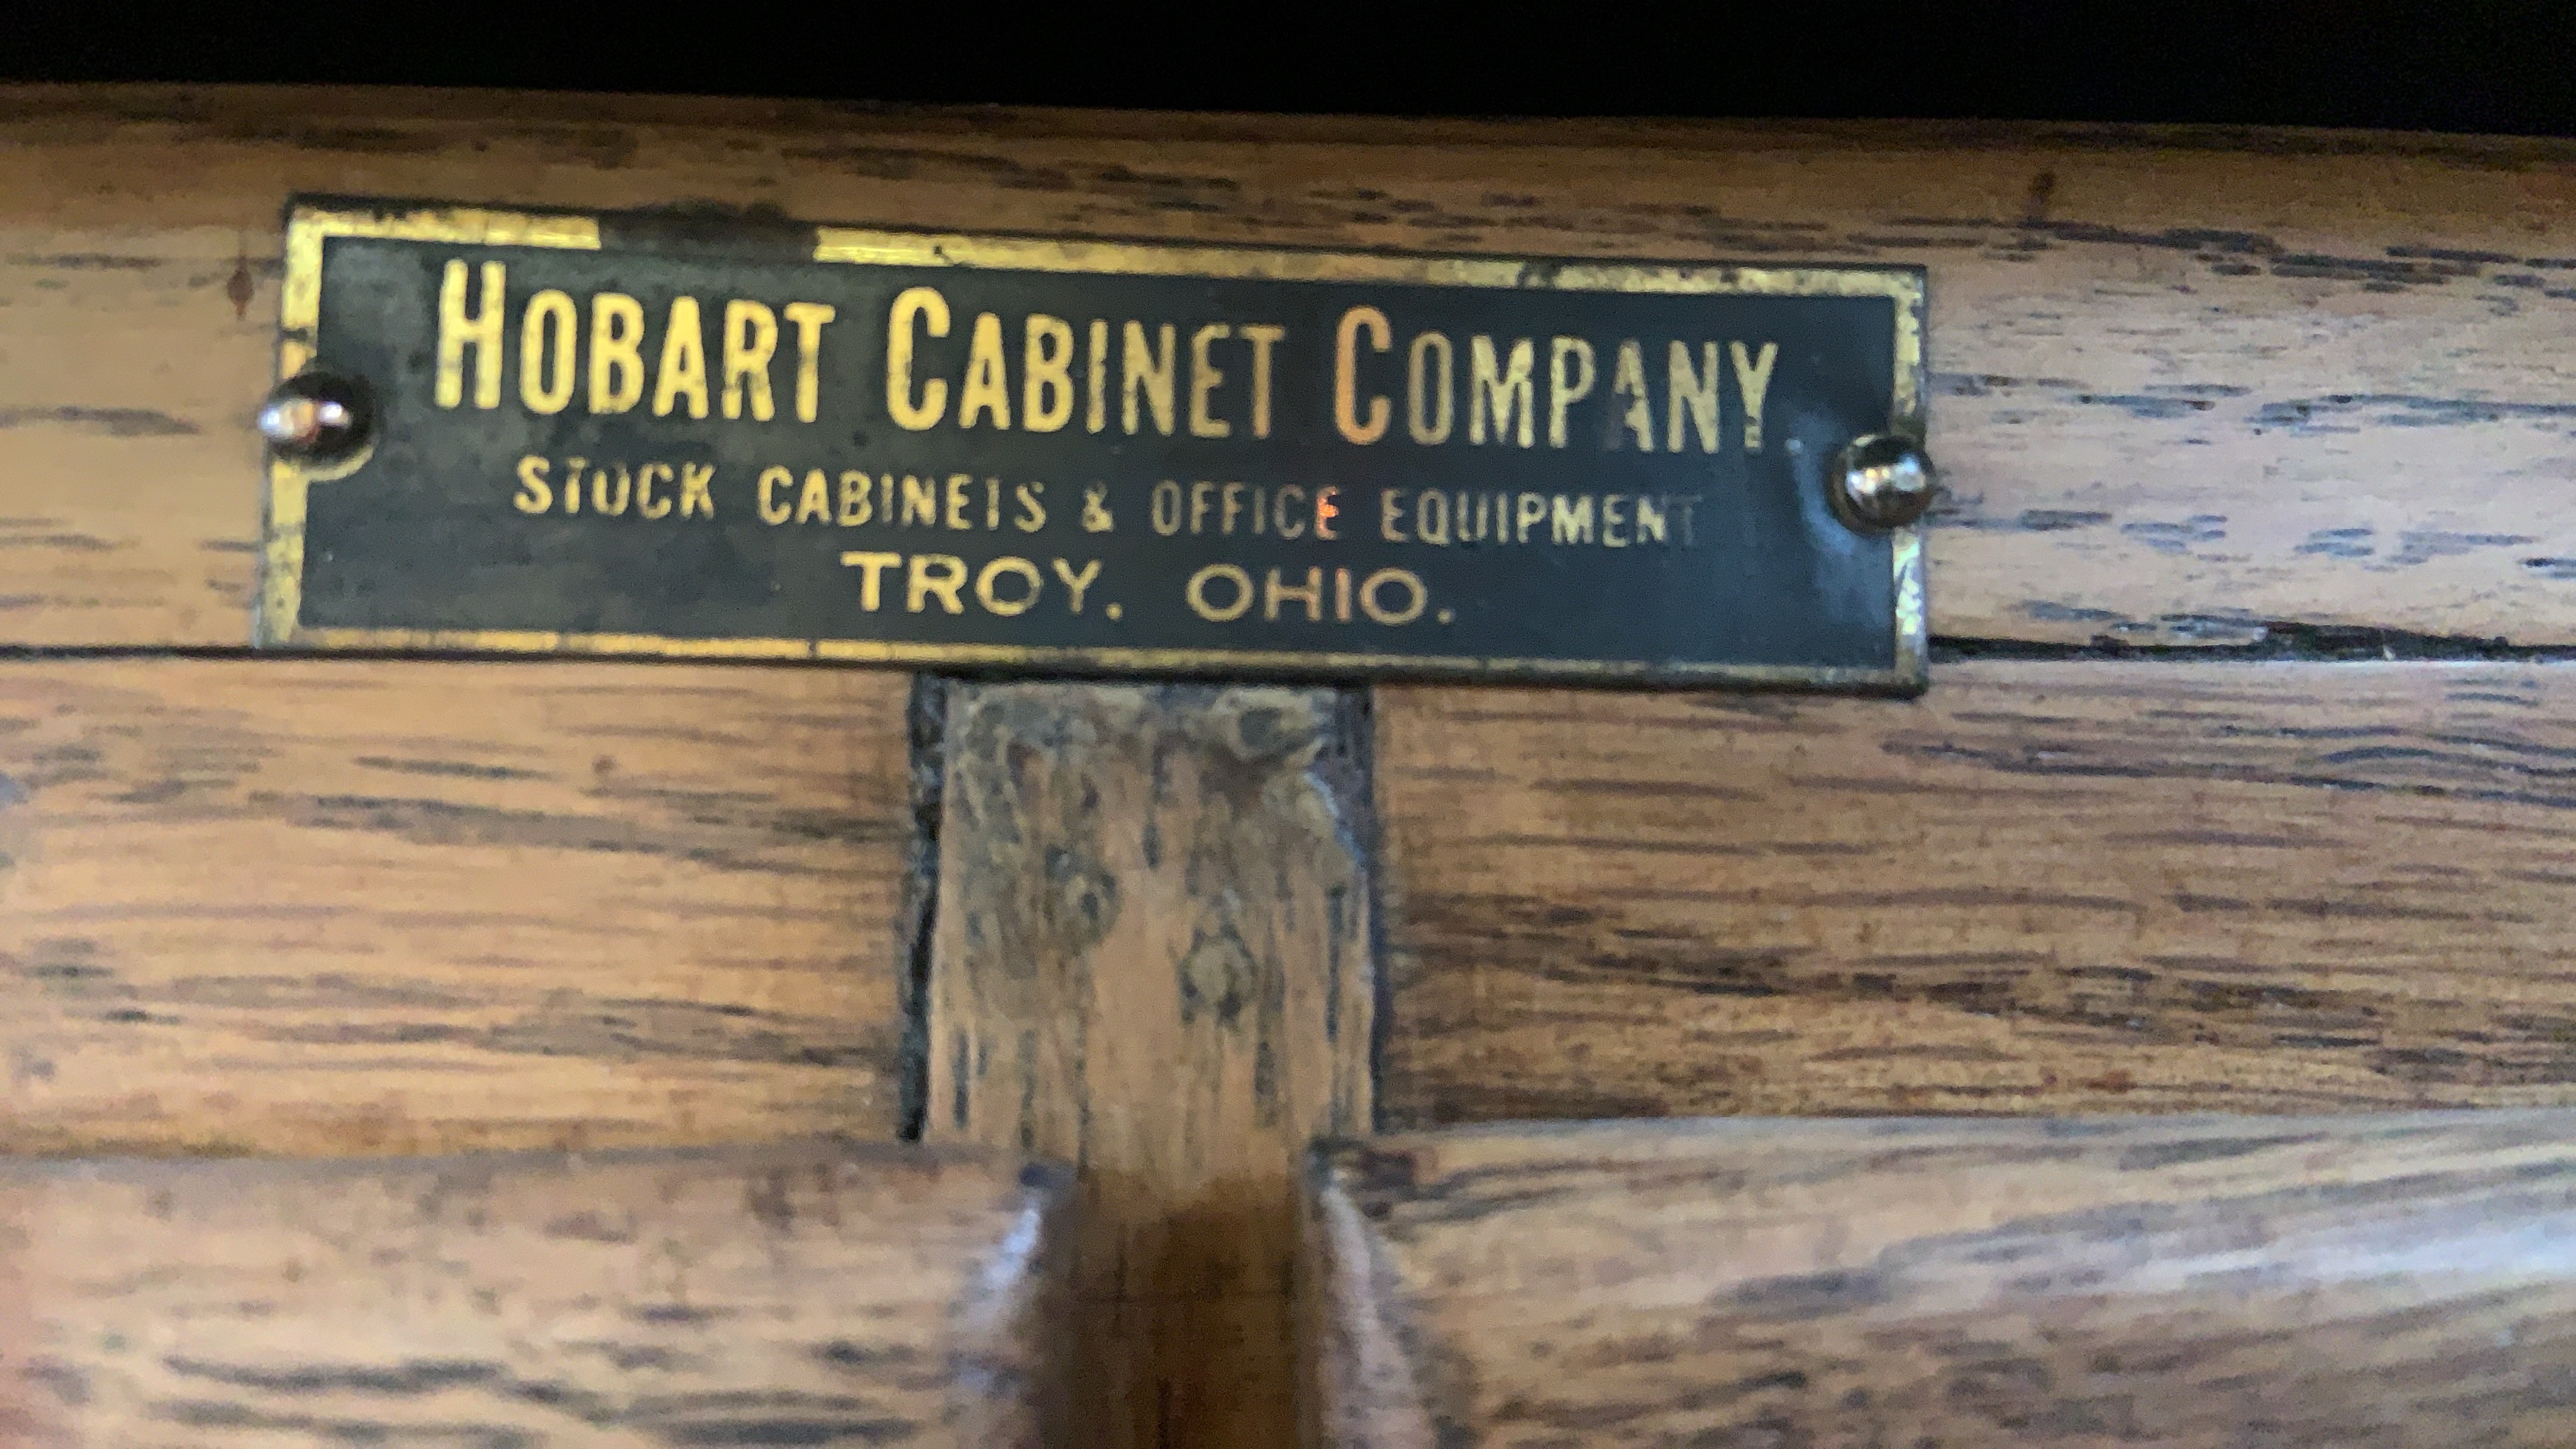 HOBART CABINET COMPANY
STOCK CABINETS & OFFICE EQUIPMENT
TROY. OHIO.